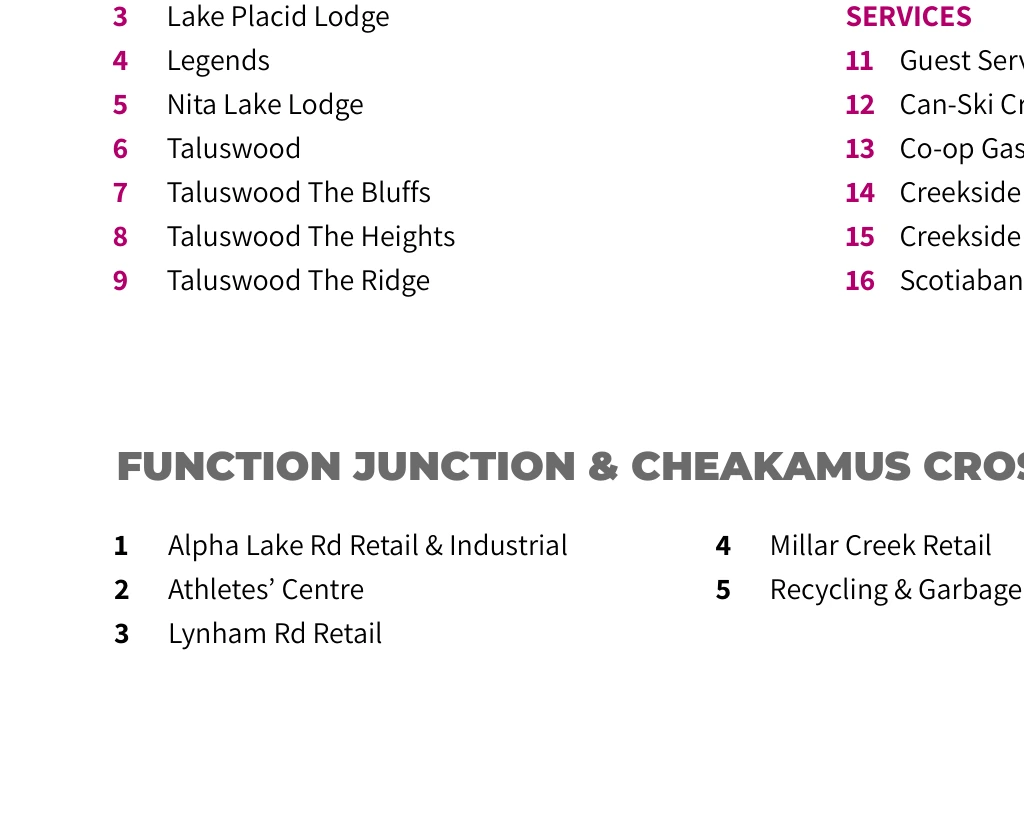 3 Lake Placid Lodge
4 Legends
5 Nita Lake Lodge
6 Taluswood
7 Taluswood The Bluffs
8 Taluswood The Heights
9 Taluswood The Ridge
SERVICES
11 Guest
12 Can-Ski
13 Co-op Gas
14 Creekside
15 Creekside
16
FUNCTION JUNCTION & CHEAKAMUS
1 Alpha Lake Rd Retail & Industrial
2 Athletes’ Centre
3 Lynham Rd Retail
4 Millar Creek Retail
5 Recycling & Garbage